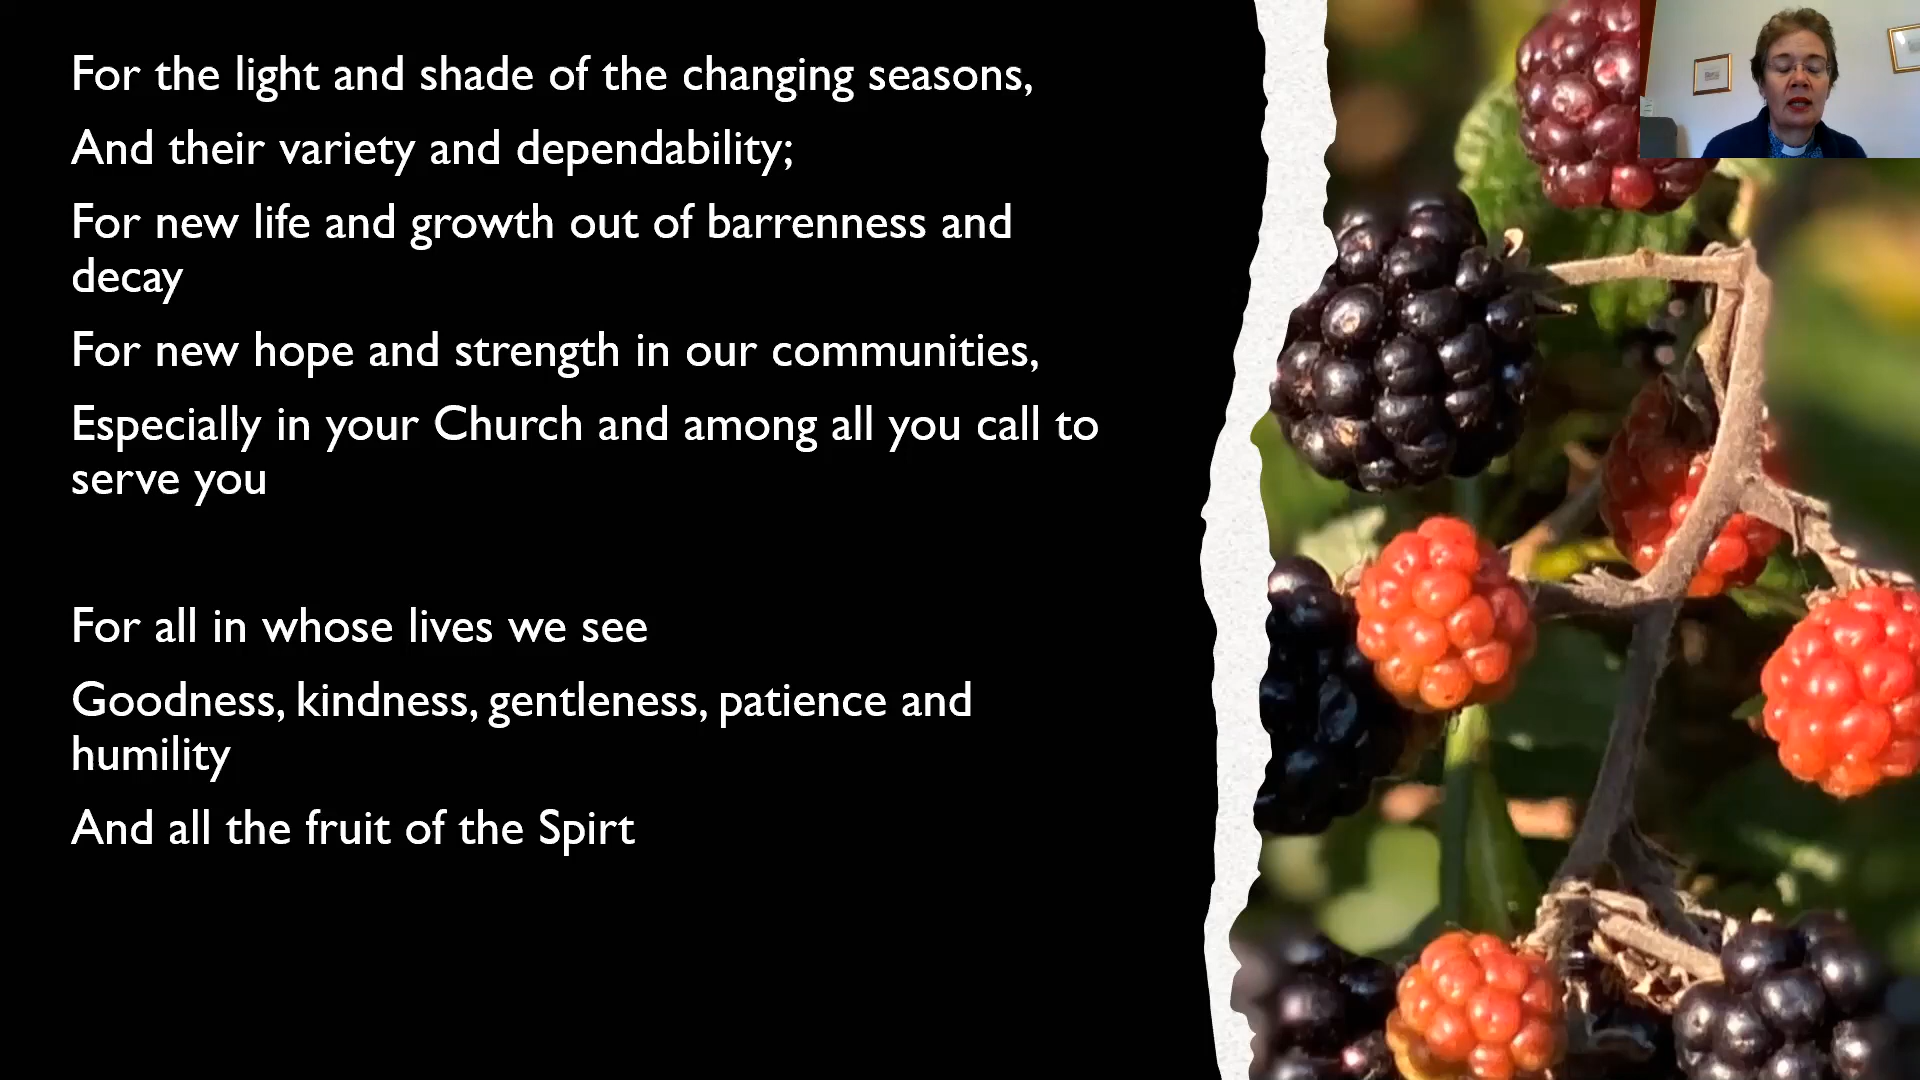 For the light and shade of the changing seasons,
And their variety and dependability;
For new life and growth out of barrenness and
decay
For new hope and strength in our communities,
Especially in your Church and among all you call to
serve you
For all in whose lives we see
Goodness, kindness, gentleness, patience and
humility
And all the fruit of the Spirt